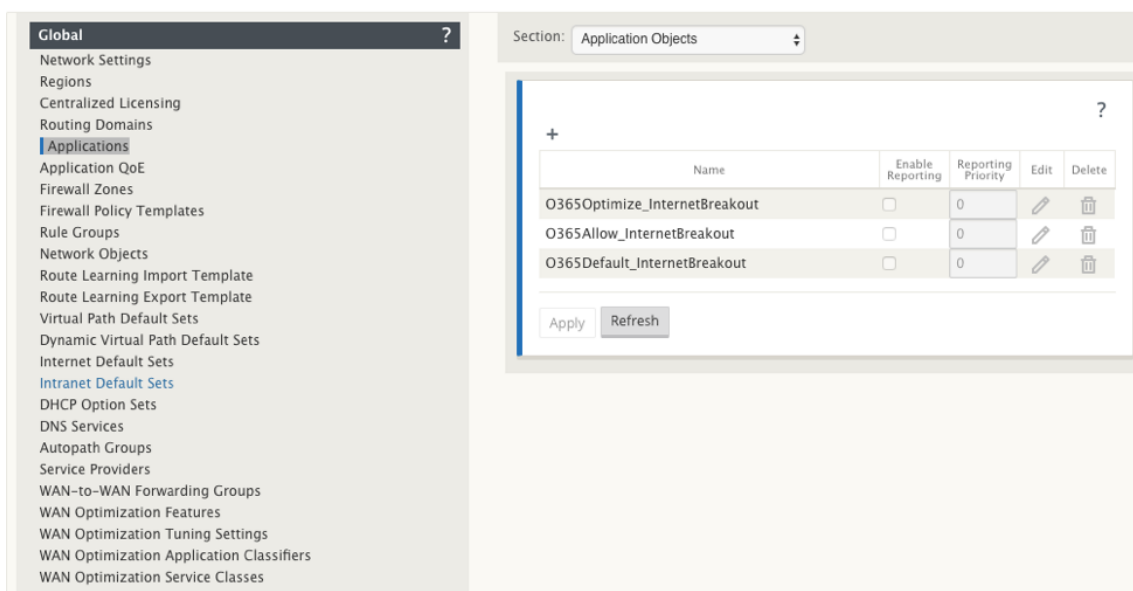 Global ?
Network Settings
Regions
Centralized Licensing
Routing Domains
Applications
Application QoE
Firewall Zones
Firewall Policy Templates
Rule Groups
Network Objects
Route Learning Import Template
Route Learning Export Template
Virtual Path Default Sets
Dynamic Virtual Path Default Sets
Internet Default Sets
Intranet Default Sets
DHCP Option Sets
DNS Services
Autopath Groups
Service Providers
WAN-to-WAN Forwarding Groups
WAN Optimization Features
WAN Optimization Tuning Settings
WAN Optimization Application Classifiers
WAN Optimization Service Classes
Section: Application Objects
?
+
Name Enable Reporting Reporting Priority Edit Delete
O365Optimize_InternetBreakout 0
O365Allow_InternetBreakout 0
O365Default_InternetBreakout 0
Apply Refresh